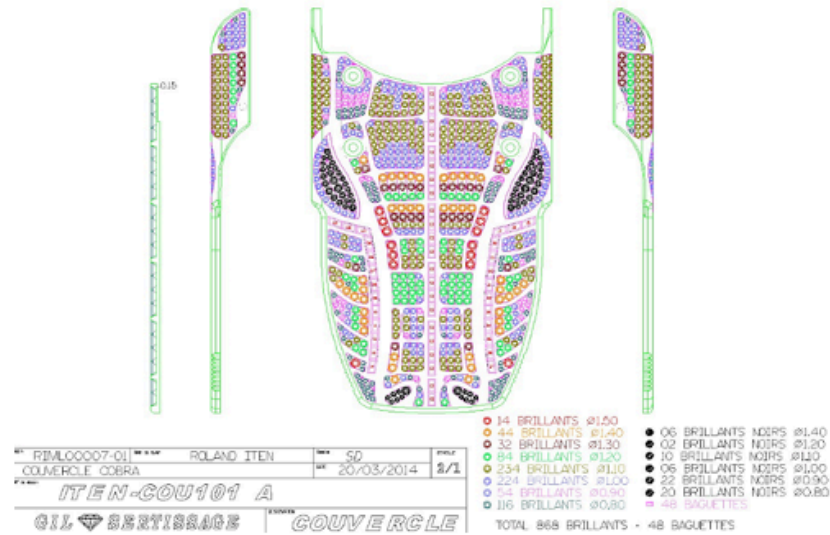 0.15
14 BRILLANTS Ø1.50
44 BRILLANTS Ø1.40
32 BRILLANTS Ø1.30
84 BRILLANTS Ø1.20
234 BRILLANTS Ø1.10
224 BRILLANTS Ø1.00
54 BRILLANTS Ø0.90
116 BRILLANTS Ø0.80
06 BRILLANTS NOIRS Ø1.40
02 BRILLANTS NOIRS Ø1.20
10 BRILLANTS NOIRS Ø1.10
06 BRILLANTS NOIRS Ø1.00
22 BRILLANTS NOIRS Ø0.90
20 BRILLANTS NOIRS Ø0.80
48 BAGUETTES
TOTAL 868 BRILLANTS - 48 BAGUETTES
RIML00007-01 ROLAND ITEN SD
COUVERCLE COBRA 20/03/2014 2/1
ITEN-COU101 A
GIL SERTISSAGE COUVERCLE